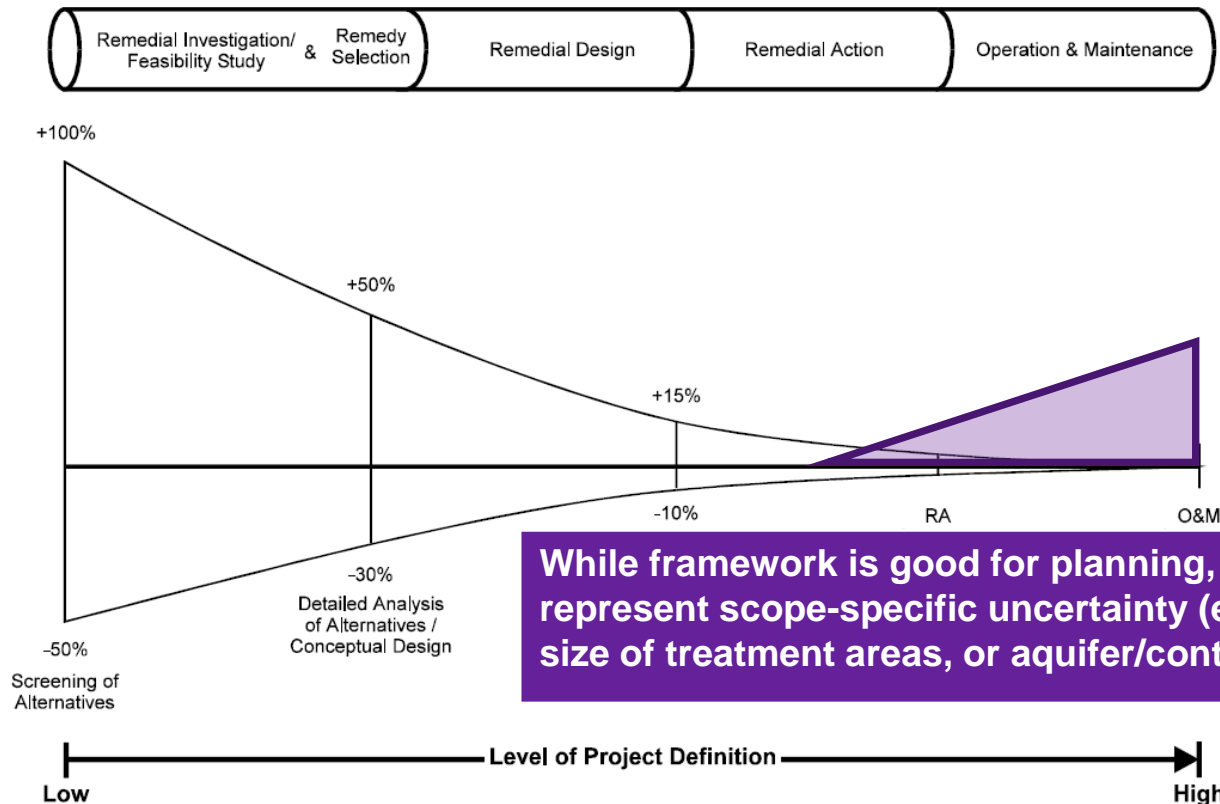 Remedial Investigation/
Feasibility Study
&
Remedy
Selection
Remedial Design
Remedial Action
Operation & Maintenance
+100%
+50%
+15%
-10%
RA
O&M
-30%
Detailed Analysis
of Alternatives /
Conceptual Design
-50%
Screening of
Alternatives
While framework is good for planning,
represent scope-specific uncertainty (e
size of treatment areas, or aquifer/cont
Level of Project Definition
Low
High